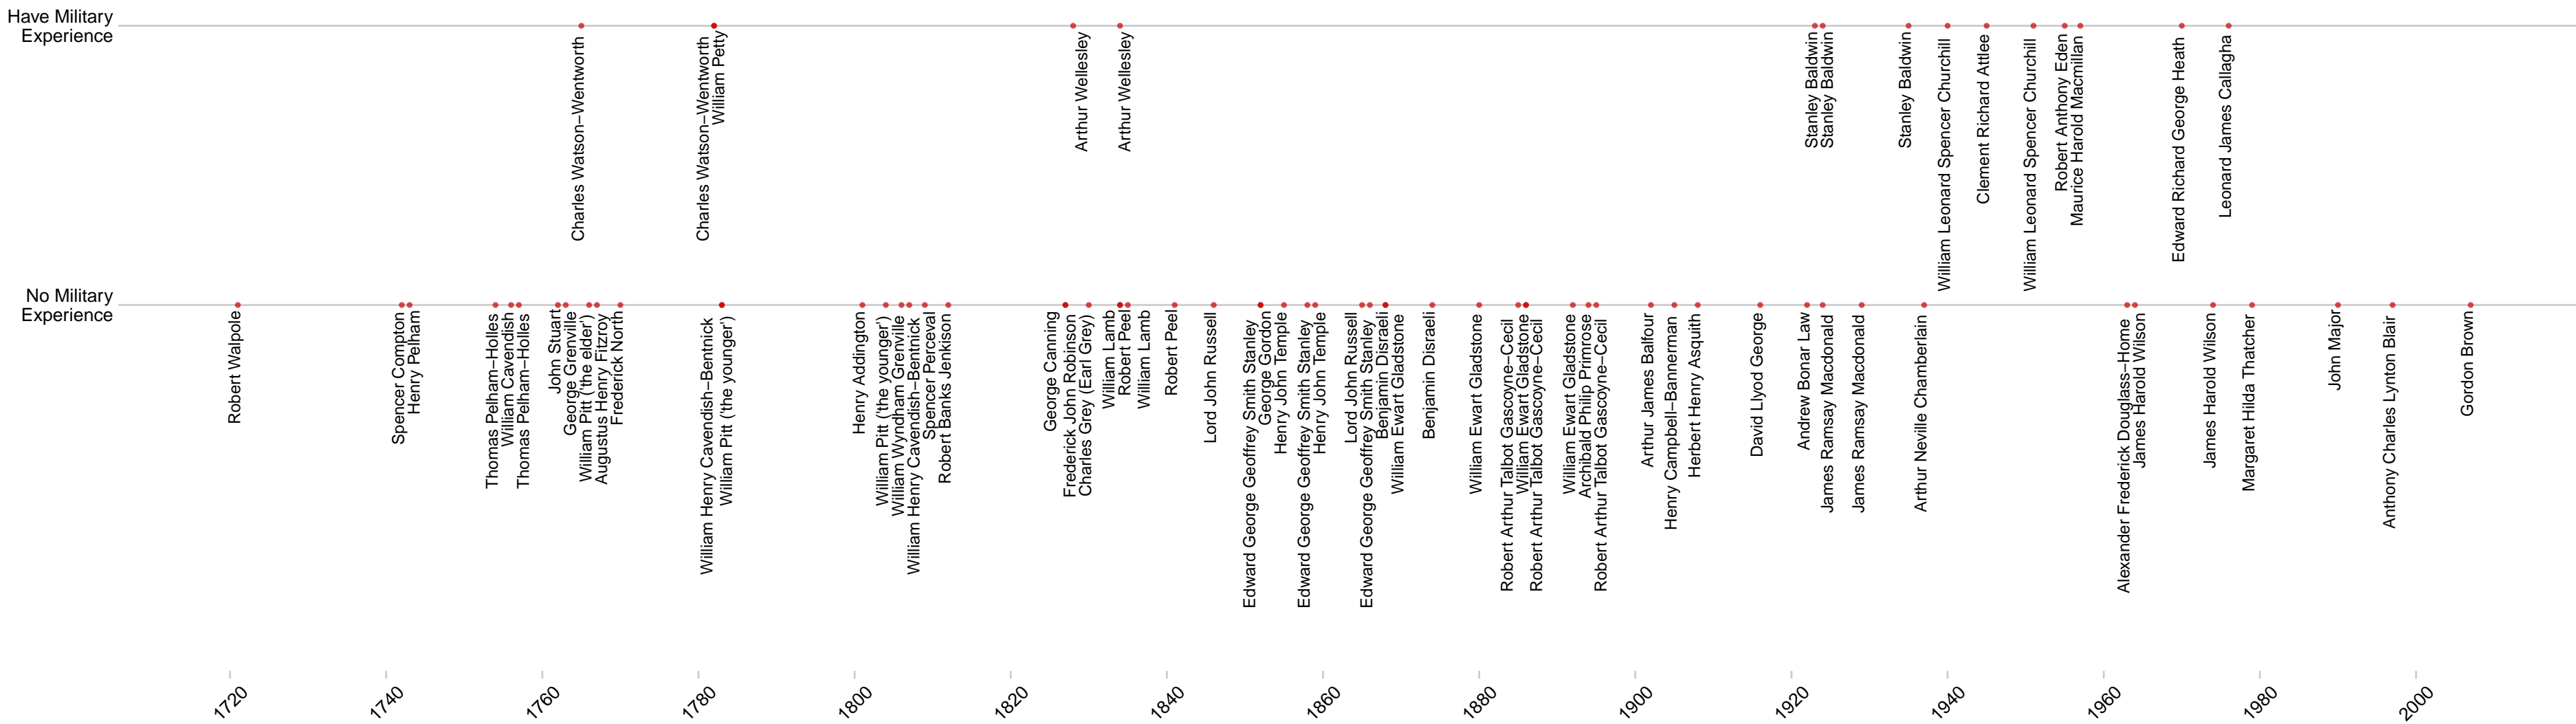 Have Military
Experience
Charles Watson–Wentworth
Charles Watson–Wentworth
William Petty
Arthur Wellesley
Arthur Wellesley
Stanley Baldwin
Stanley Baldwin
Stanley Baldwin
William Leonard Spencer Churchill
Clement Richard Attlee
William Leonard Spencer Churchill
Robert Anthony Eden
Maurice Harold Macmillan
Edward Richard George Heath
Leonard James Callagha
No Military
Experience
Robert Walpole
Spencer Compton
Henry Pelham
Thomas Pelham–Holles
William Cavendish
Thomas Pelham–Holles
John Stuart
George Grenville
William Pitt ('the elder')
Augustus Henry Fitzroy
Frederick North
William Henry Cavendish–Bentnick
William Pitt ('the younger')
Henry Addington
William Pitt ('the younger')
William Wyndham Grenville
William Henry Cavendish–Bentnick
Spencer Perceval
Robert Banks Jenkison
George Canning
Frederick John Robinson
Charles Grey (Earl Grey)
William Lamb
Robert Peel
William Lamb
Robert Peel
Lord John Russell
Edward George Geoffrey Smith Stanley
George Gordon
Henry John Temple
Edward George Geoffrey Smith Stanley
Henry John Temple
Lord John Russell
Edward George Geoffrey Smith Stanley
Benjamin Disraeli
William Ewart Gladstone
Benjamin Disraeli
William Ewart Gladstone
Robert Arthur Talbot Gascoyne–Cecil
William Ewart Gladstone
Robert Arthur Talbot Gascoyne–Cecil
William Ewart Gladstone
Archibald Philip Primrose
Robert Arthur Talbot Gascoyne–Cecil
Arthur James Balfour
Henry Campbell–Bannerman
Herbert Henry Asquith
David Llyod George
Andrew Bonar Law
James Ramsay Macdonald
James Ramsay Macdonald
Arthur Neville Chamberlain
Alexander Frederick Douglass–Home
James Harold Wilson
James Harold Wilson
Margaret Hilda Thatcher
John Major
Anthony Charles Lynton Blair
Gordon Brown
1720
1740
1760
1780
1800
1820
1840
1860
1880
1900
1920
1940
1960
1980
2000